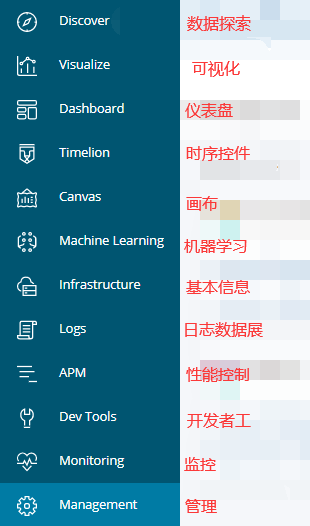 Discover 数据探索
Visualize 可视化
Dashboard 仪表盘
Timelion 时序控件
Canvas 画布
Machine Learning 机器学习
Infrastructure 基本信息
Logs 日志数据展
APM 性能控制
Dev Tools 开发者工
Monitoring 监控
Management 管理